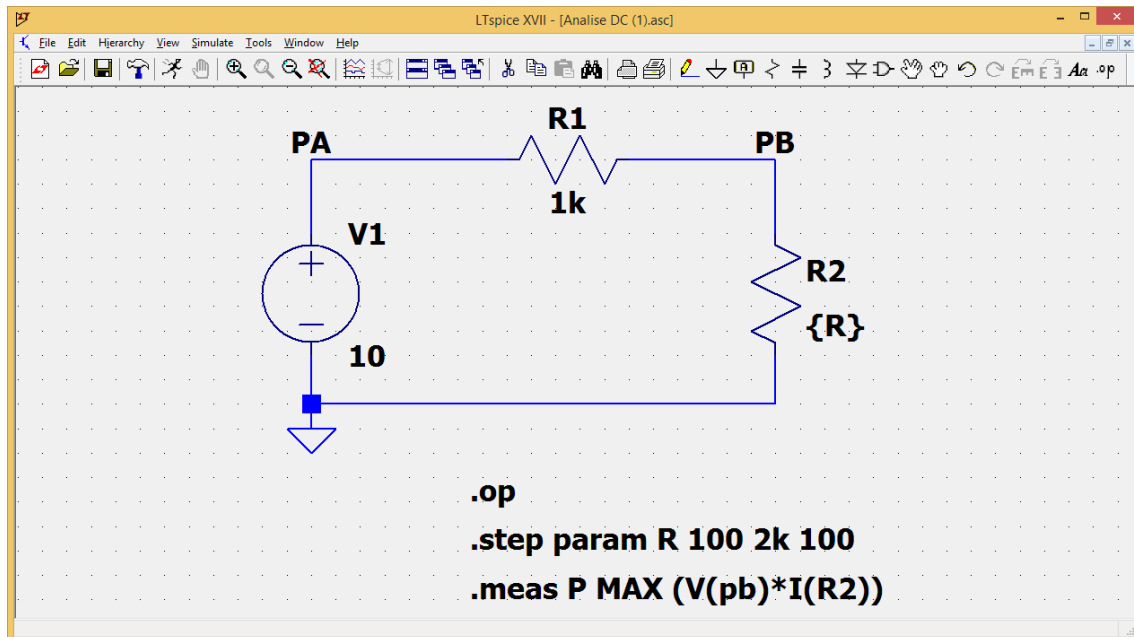 LTspice XVII - [Analise DC (1).asc]
File Edit Hierarchy View Simulate Tools Window Help
Aa .op
PA
R1
PB
1k
V1
R2
{R}
10
.op
.step param R 100 2k 100
.meas P MAX (V(pb)*I(R2))